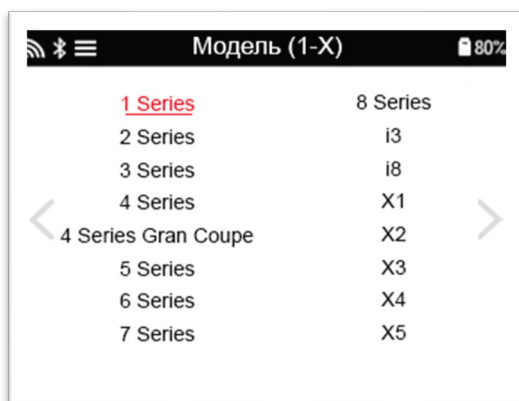 Модель (1-X)
80%
1 Series
8 Series
2 Series
i3
3 Series
i8
4 Series
X1
4 Series Gran Coupe
X2
5 Series
X3
6 Series
X4
7 Series
X5